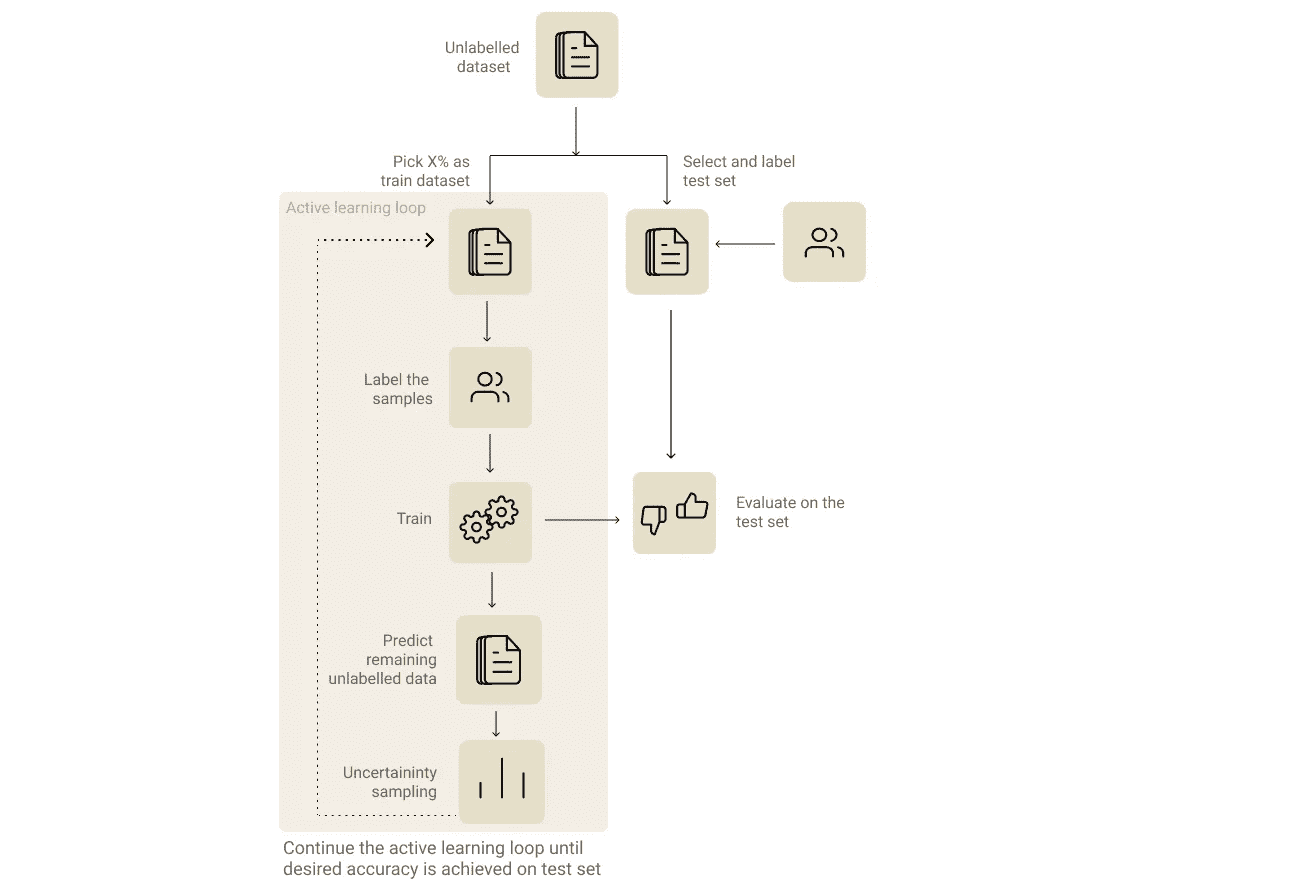 Unlabelled
dataset
Pick X% as
train dataset
Select and label
test set
Active learning loop
Label the
samples
Train
Evaluate on the
test set
Predict
remaining
unlabelled data
Uncertaininty
sampling
Continue the active learning loop until
desired accuracy is achieved on test set